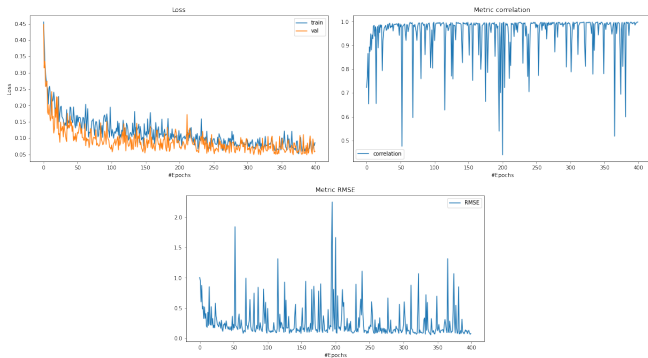 Loss
train
val
0.45
0.40
0.35
0.30
0.25
0.20
0.15
0.10
0.05
Loss
0 50 100 150 200 250 300 350 400
#Epochs
Metric correlation
1.0
0.9
0.8
0.7
0.6
0.5
correlation
0 50 100 150 200 250 300 350 400
#Epochs
Metric RMSE
RMSE
2.0
1.5
1.0
0.5
0.0
0 50 100 150 200 250 300 350 400
#Epochs